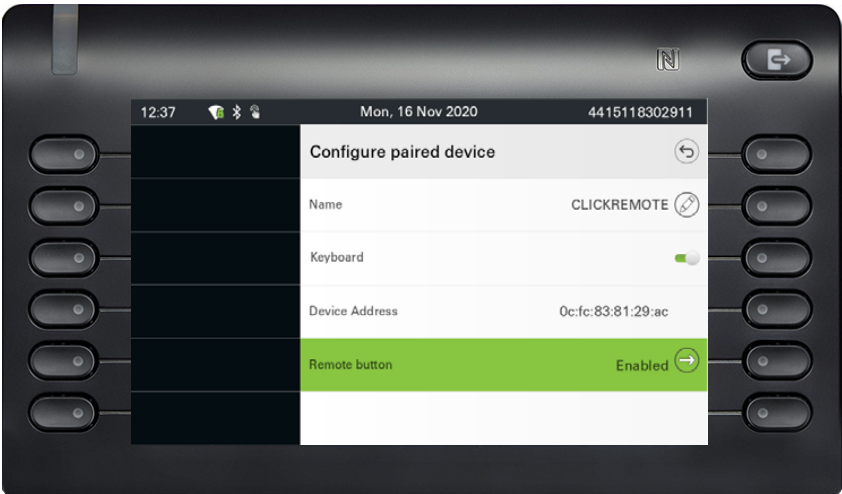 12:37 Mon, 16 Nov 2020 4415118302911
Configure paired device
Name CLICKREMOTE
Keyboard
Device Address 0c:fc:83:81:29:ac
Remote button Enabled